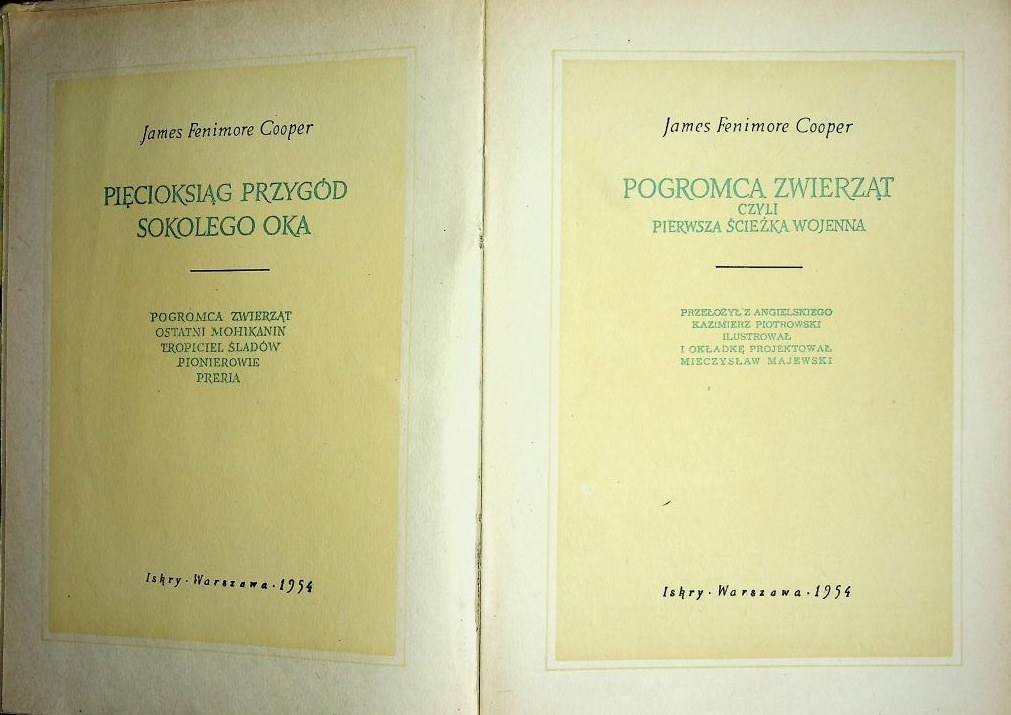 James Fenimore Cooper
PIĘCIOKSIĄG PRZYGÓD
SOKOLEGO OKA
POGROMCA ZWIERZĄT
OSTATNI MOHIKANIN
TROPICIEL ŚLADÓW
PIONIEROWIE
PRERIA
Iskry · Warszawa · 1954
James Fenimore Cooper
POGROMCA ZWIERZĄT
CZYLI
PIERWSZA ŚCIEŻKA WOJENNA
PRZEŁOŻYŁ Z ANGIELSKIEGO
KAZIMIERZ PIOTROWSKI
ILUSTROWAŁ
I OKŁADKĘ PROJEKTOWAŁ
MIECZYSŁAW MAJEWSKI
Iskry · Warszawa · 1954